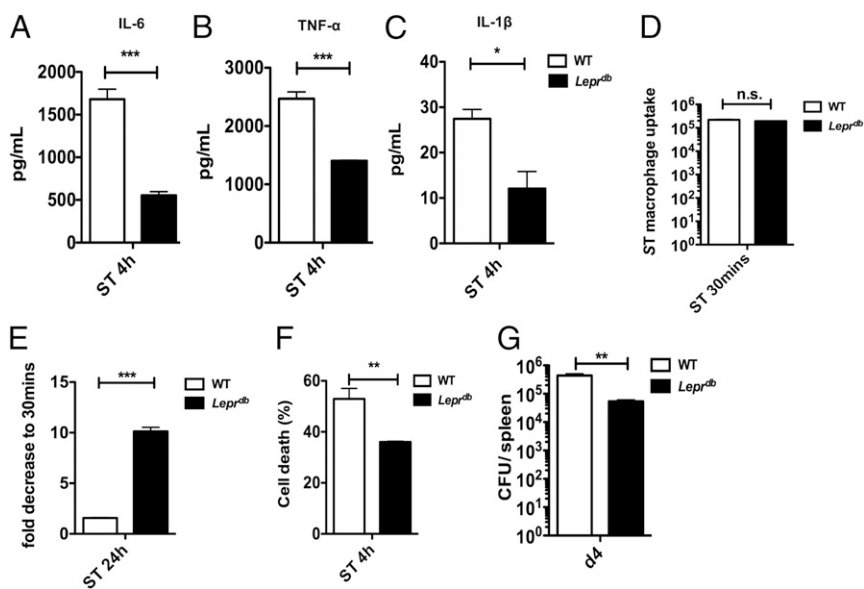 A
IL-6
***
pg/mL
2000
1500
1000
500
0
ST 4h
B
TNF-α
***
pg/mL
3000
2000
1000
0
ST 4h
C
IL-1β
*
WT
Lepr^db
pg/mL
40
30
20
10
0
ST 4h
D
n.s.
WT
Lepr^db
ST macrophage uptake
10^6
10^5
10^4
10^3
10^2
10^1
10^0
ST 30mins
E
***
WT
Lepr^db
fold decrease to 30mins
15
10
5
0
ST 24h
F
**
WT
Lepr^db
Cell death (%)
60
40
20
0
ST 4h
G
**
WT
Lepr^db
CFU/ spleen
10^6
10^5
10^4
10^3
10^2
10^1
10^0
d4